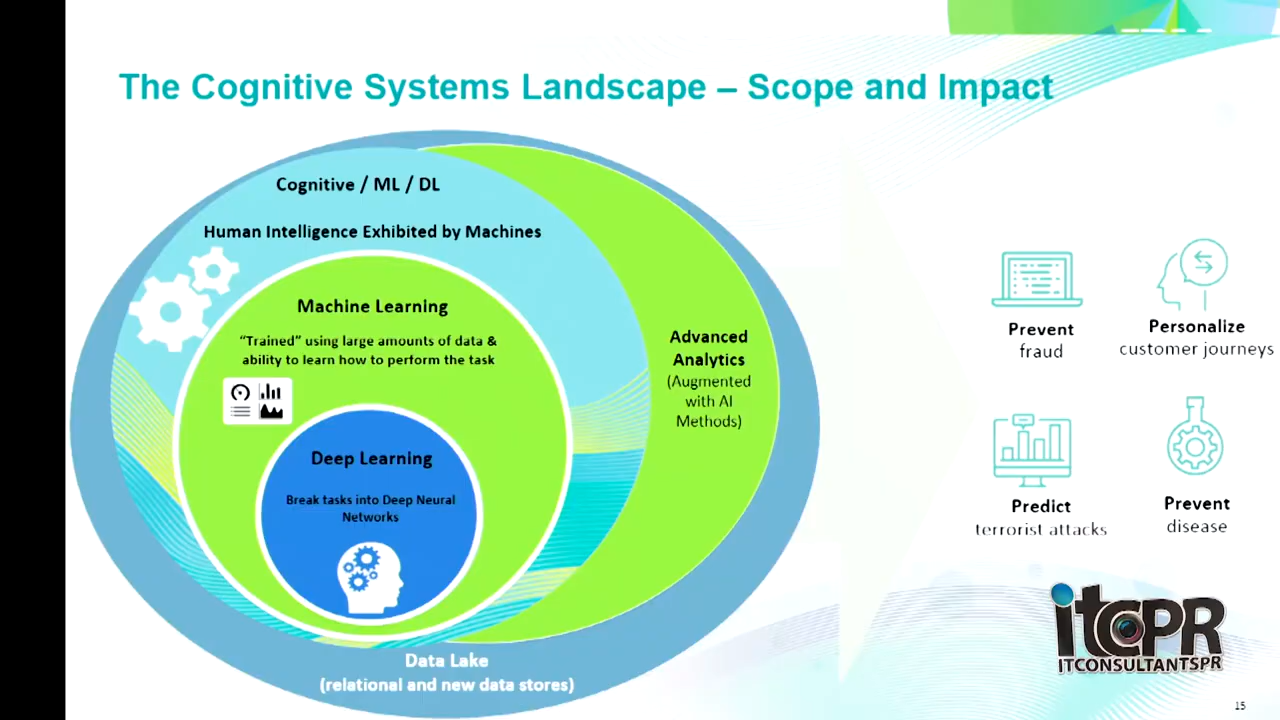 The Cognitive Systems Landscape – Scope and Impact
Cognitive / ML / DL
Human Intelligence Exhibited by Machines
Machine Learning
“Trained” using large amounts of data &
ability to learn how to perform the task
Deep Learning
Break tasks into Deep Neural
Networks
Advanced
Analytics
(Augmented
with AI
Methods)
Data Lake
(relational and new data stores)
Prevent
fraud
Personalize
customer journeys
Predict
terrorist attacks
Prevent
disease
itCPR
ITCONSULTANTSPR
15